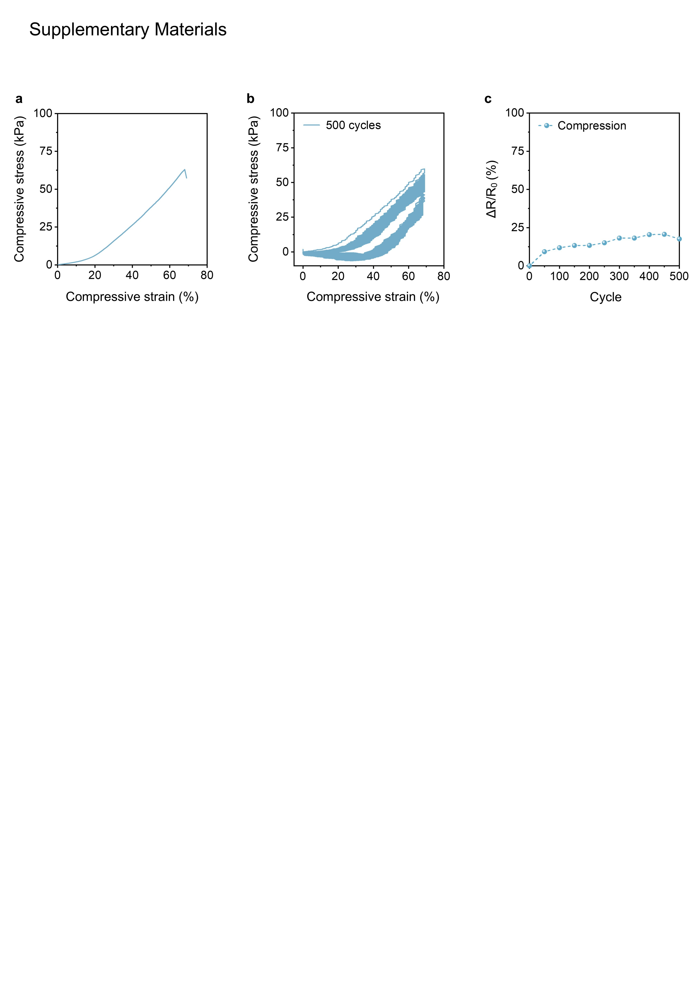 Supplementary Materials
a
b
c
Compressive stress (kPa)
100
75
50
25
0
0 20 40 60 80
Compressive strain (%)
Compressive stress (kPa)
500 cycles
100
75
50
25
0
0 20 40 60 80
Compressive strain (%)
ΔR/R₀ (%)
Compression
100
75
50
25
0
0 100 200 300 400 500
Cycle